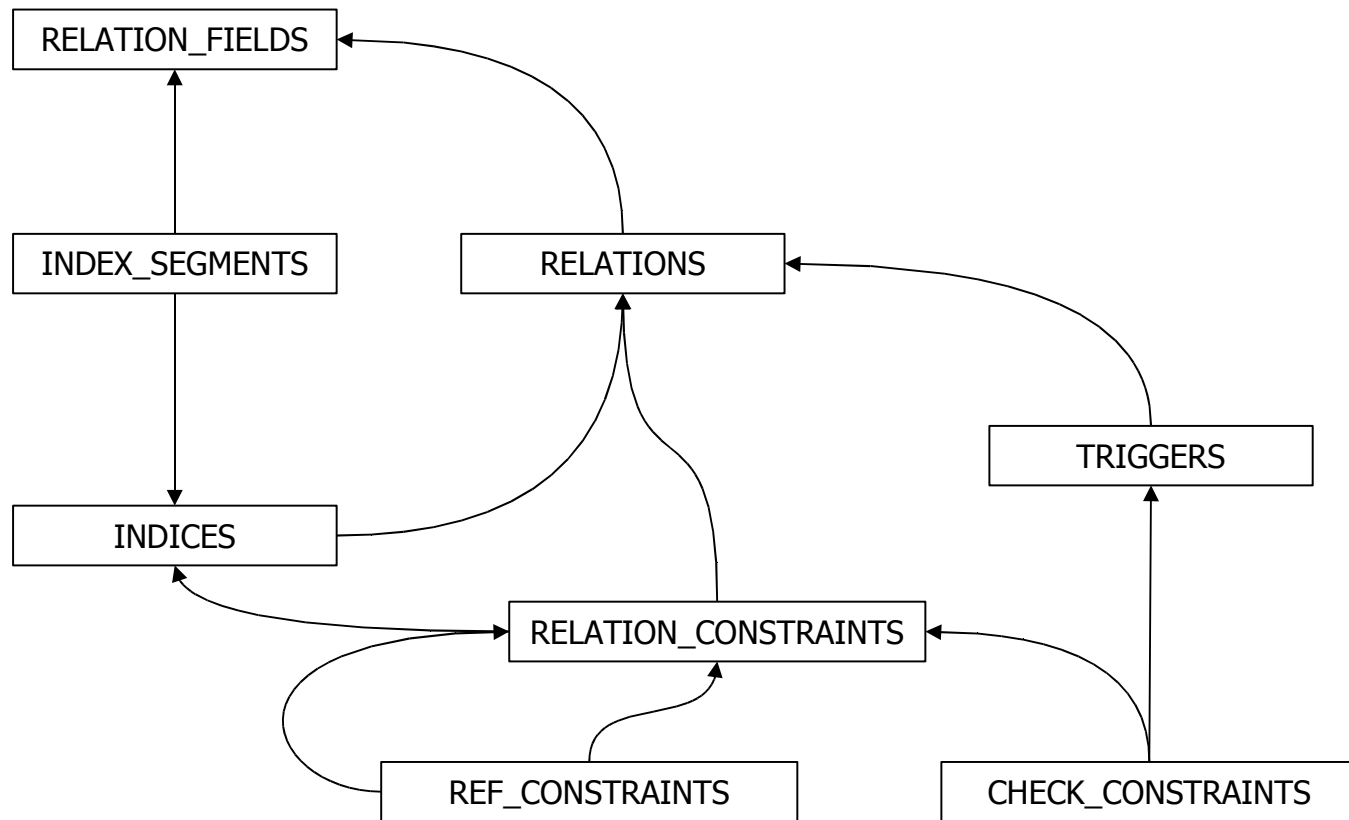 RELATION_FIELDS
INDEX_SEGMENTS
RELATIONS
TRIGGERS
INDICES
RELATION_CONSTRAINTS
REF_CONSTRAINTS
CHECK_CONSTRAINTS